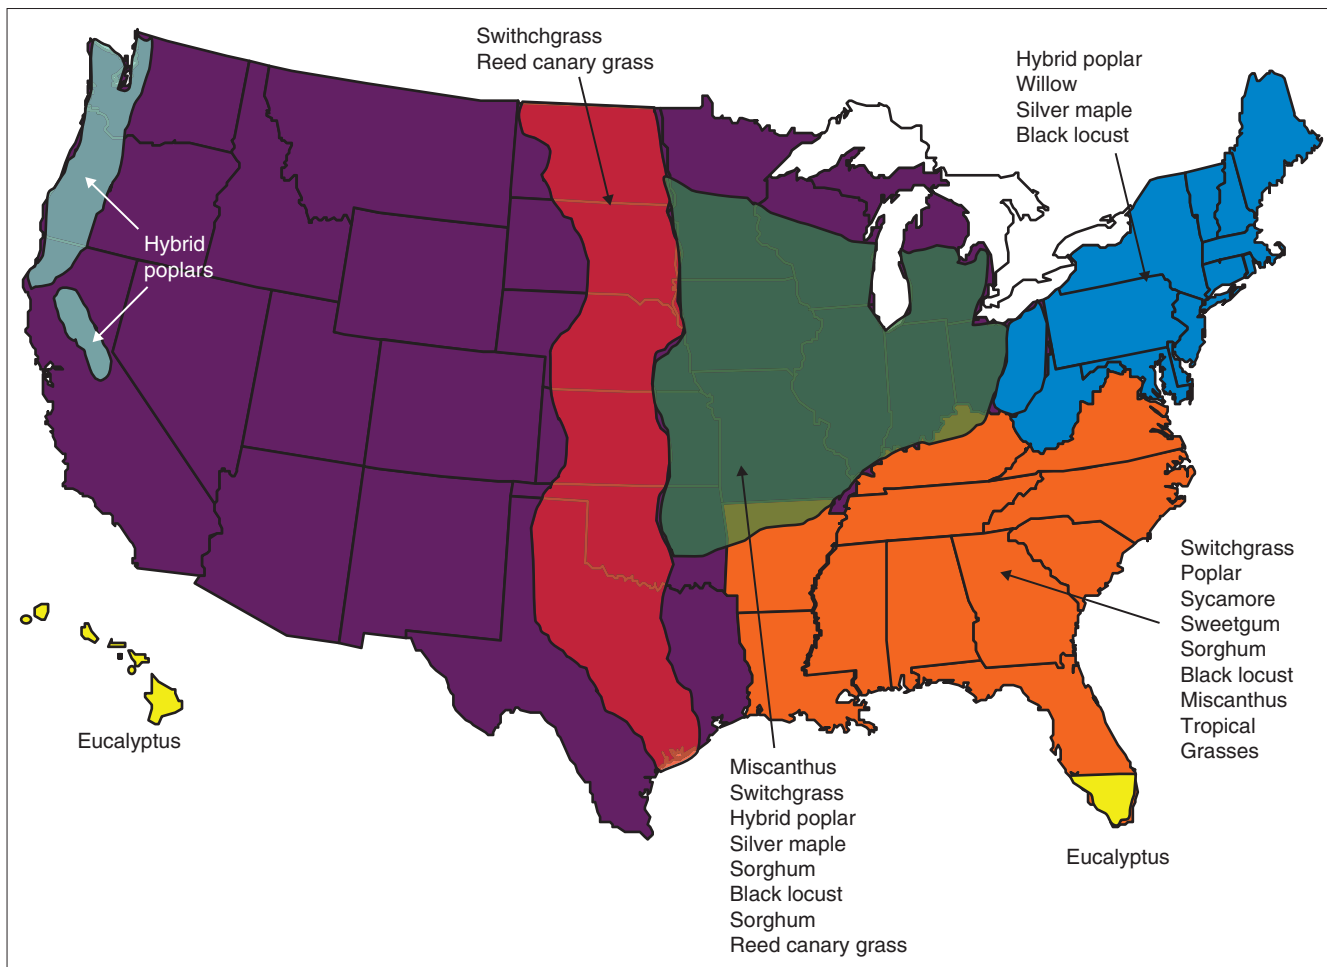 Swithchgrass
Reed canary grass
Hybrid poplar
Willow
Silver maple
Black locust
Hybrid
poplars
Switchgrass
Poplar
Sycamore
Sweetgum
Sorghum
Black locust
Miscanthus
Tropical
Grasses
Eucalyptus
Miscanthus
Switchgrass
Hybrid poplar
Silver maple
Sorghum
Black locust
Sorghum
Reed canary grass
Eucalyptus